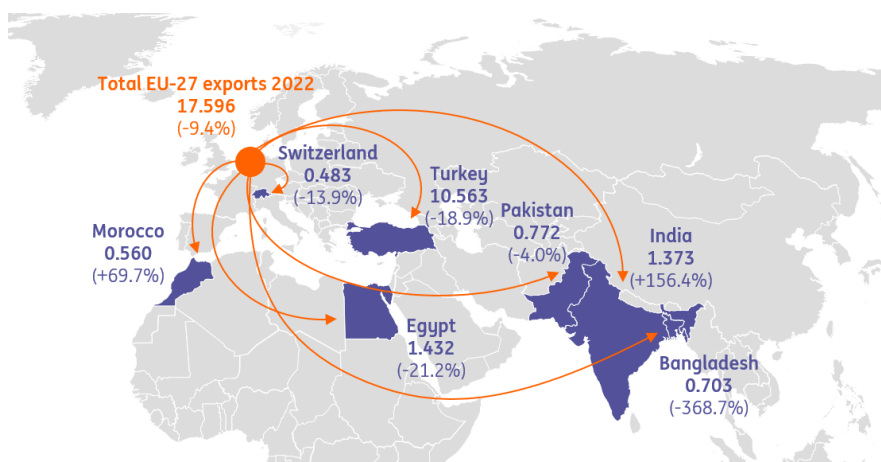 Total EU-27 exports 2022
17.596
(-9.4%)
Switzerland
0.483
(-13.9%)
Turkey
10.563
(-18.9%)
Pakistan
0.772
(-4.0%)
India
1.373
(+156.4%)
Morocco
0.560
(+69.7%)
Egypt
1.432
(-21.2%)
Bangladesh
0.703
(-368.7%)